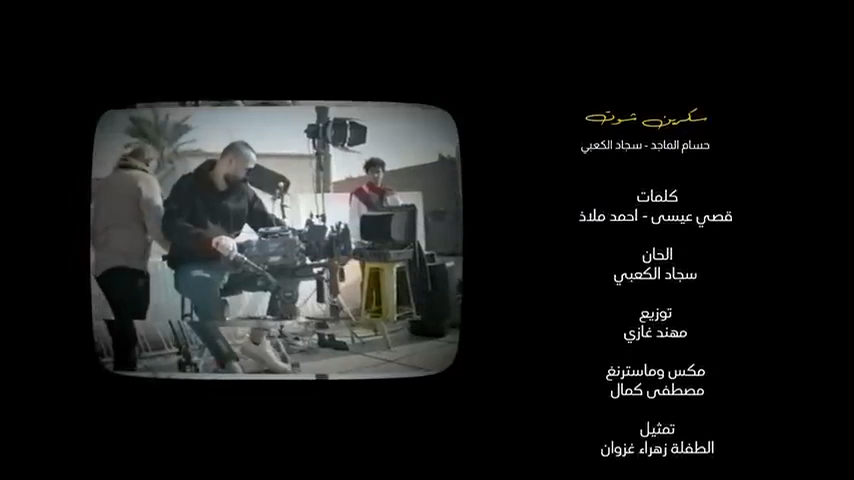 سكرين شوت
حسام الماجد - سجاد الكعبي
كلمات
قصي عيسى - احمد ملاذ
الحان
سجاد الكعبي
توزيع
مهند غازي
مكس وماسترنغ
مصطفى كمال
تمثيل
الطفلة زهراء غزوان